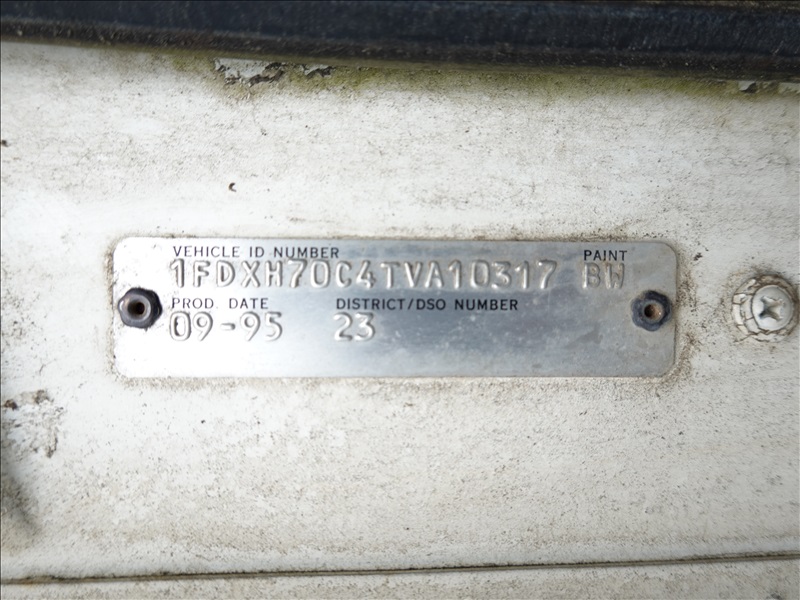 VEHICLE ID NUMBER PAINT
1FDXH70C4TVA10317 BW
PROD. DATE DISTRICT/DSO NUMBER
09-95 23